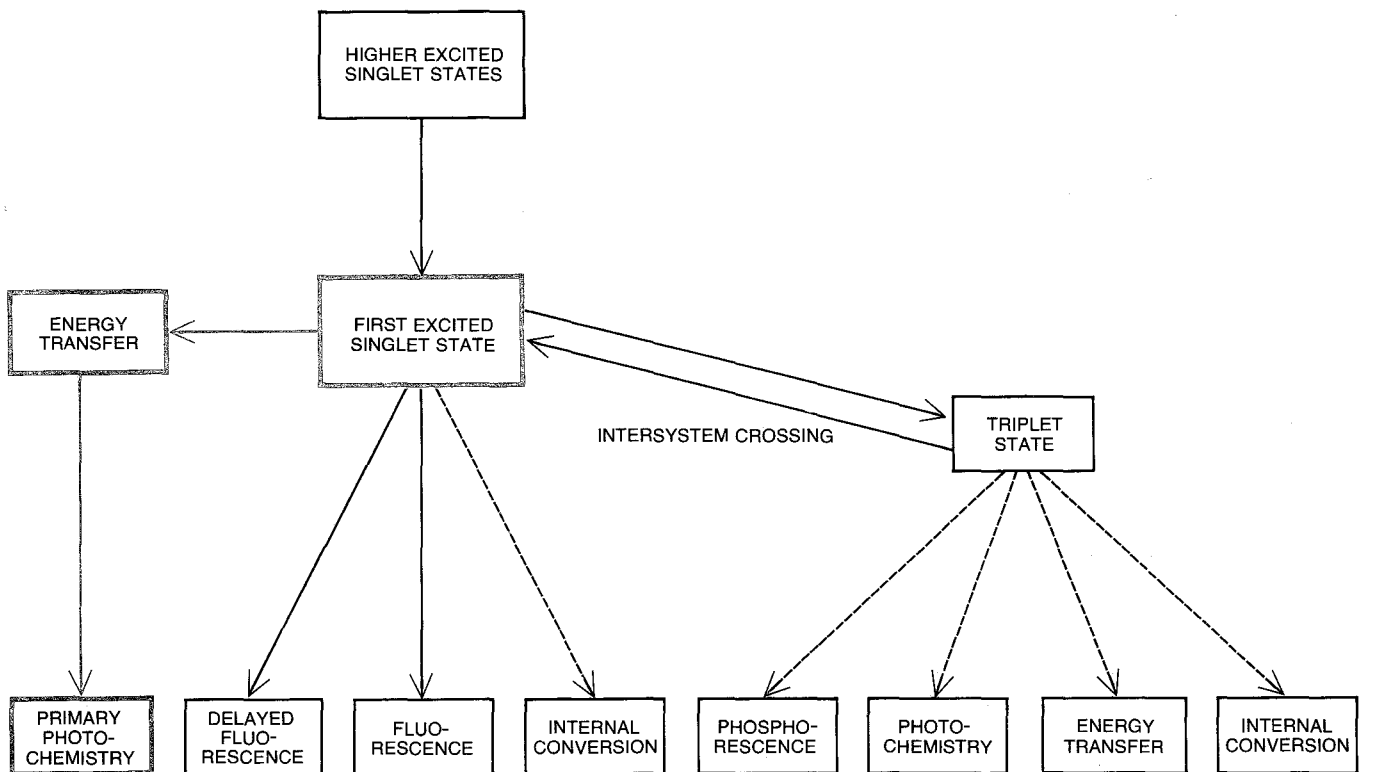 HIGHER EXCITED
SINGLET STATES
ENERGY
TRANSFER
FIRST EXCITED
SINGLET STATE
INTERSYSTEM CROSSING
TRIPLET
STATE
PRIMARY
PHOTO-
CHEMISTRY
DELAYED
FLUO-
RESCENCE
FLUO-
RESCENCE
INTERNAL
CONVERSION
PHOSPHO-
RESCENCE
PHOTO-
CHEMISTRY
ENERGY
TRANSFER
INTERNAL
CONVERSION